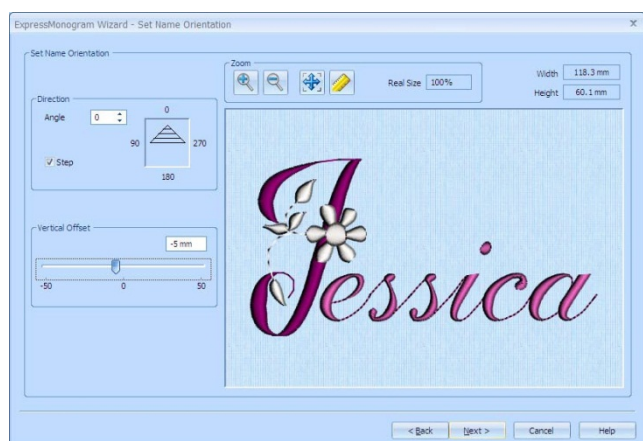 ExpressMonogram Wizard - Set Name Orientation
x
Set Name Orientation
Zoom
Real Size 100%
Width 118.3 mm
Height 60.1 mm
Direction
Angle 0
0
90
270
180
Step
Vertical Offset
-5 mm
-50 0 50
Jessica
< Back Next > Cancel Help